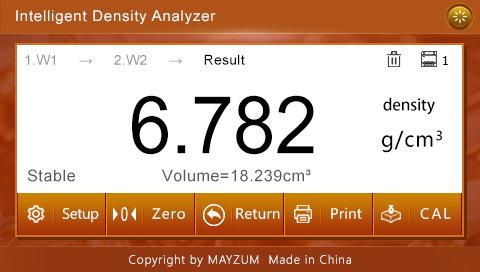 Intelligent Density Analyzer
1.W1 → 2.W2 → Result 1
6.782 density
g/cm³
Stable Volume=18.239cm³
Setup Zero Return Print CAL
Copyright by MAYZUM Made in China